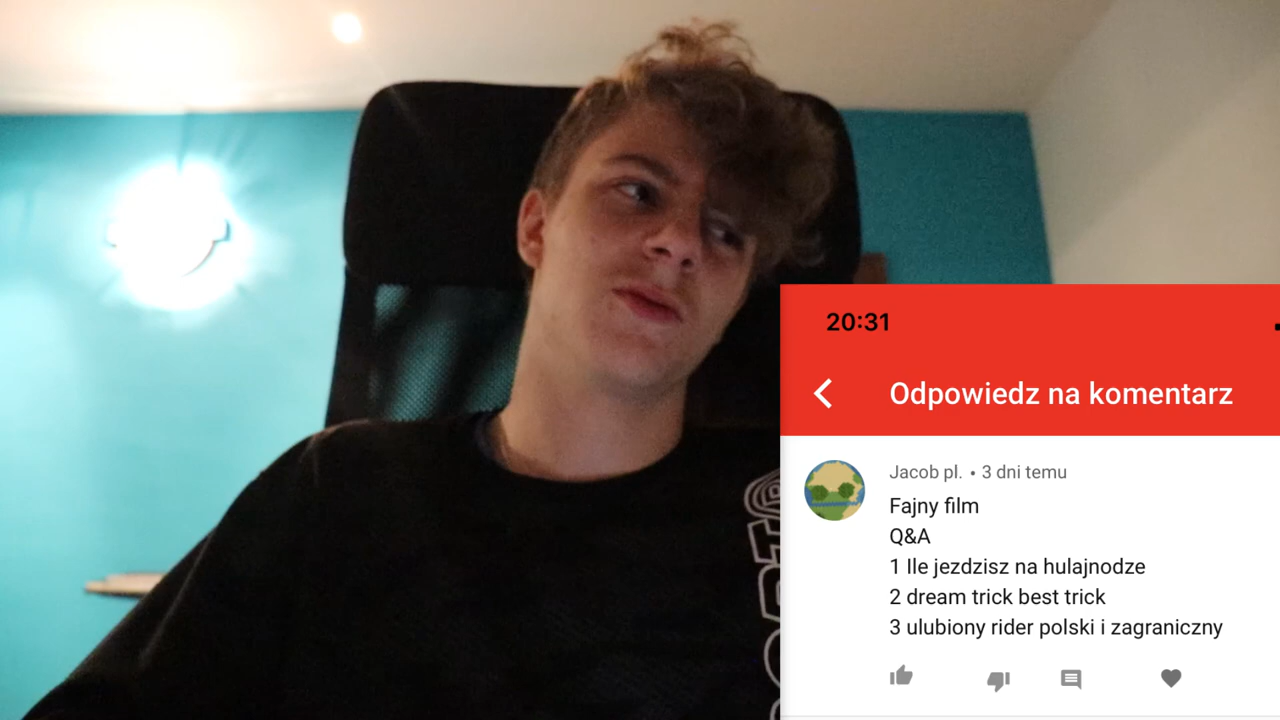 20:31
Odpowiedz na komentarz
Jacob pl. • 3 dni temu
Fajny film
Q&A
1 Ile jezdzisz na hulajnodze
2 dream trick best trick
3 ulubiony rider polski i zagraniczny